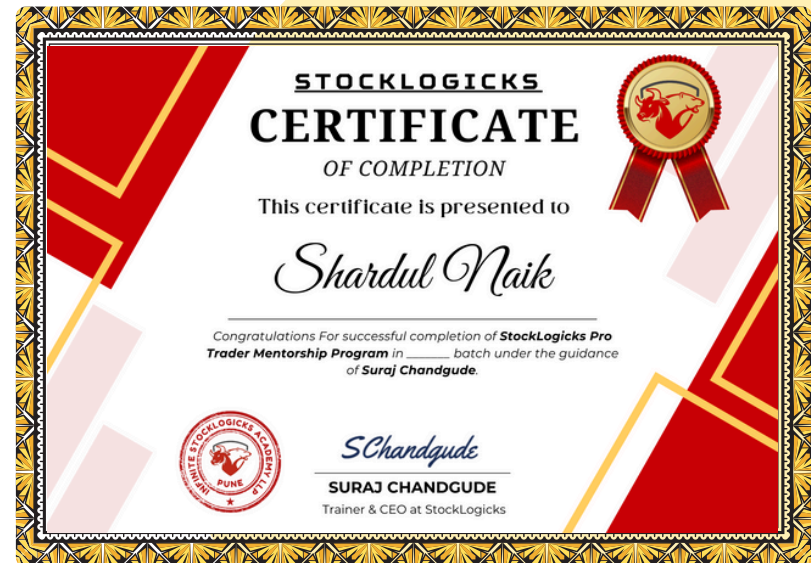 STOCKLOGICKS
CERTIFICATE
OF COMPLETION
This certificate is presented to
Shardul Naik
Congratulations For successful completion of StockLogicks Pro
Trader Mentorship Program in _______ batch under the guidance
of Suraj Chandgude.
INFINITE STOCKLOGICKS ACADEMY LLP
PUNE
SChandgude
SURAJ CHANDGUDE
Trainer & CEO at StockLogicks